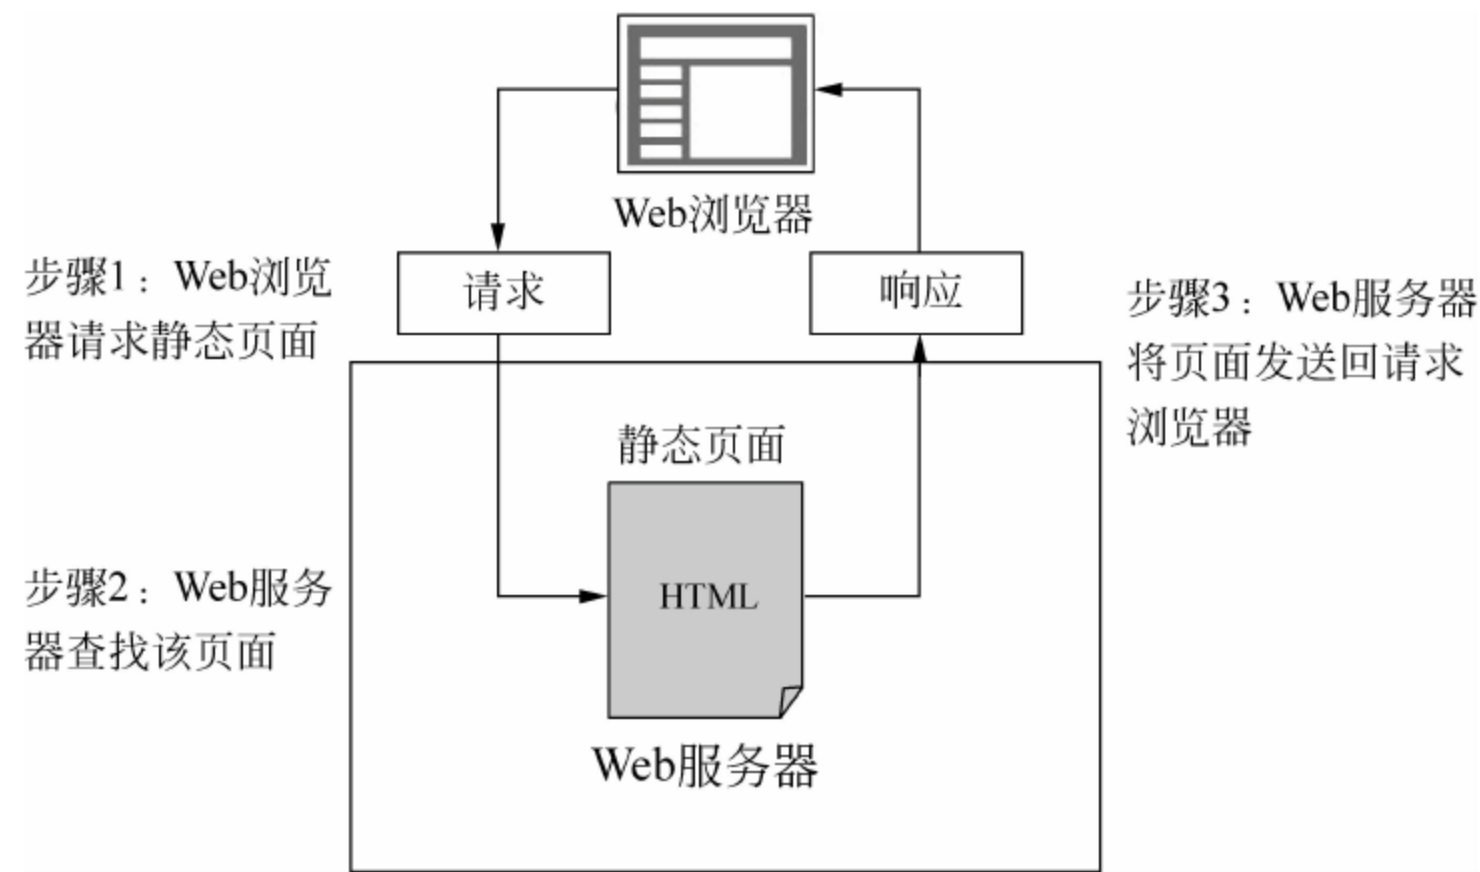 Web浏览器
请求
响应
步骤1：Web浏览
器请求静态页面
步骤3：Web服务器
将页面发送回请求
浏览器
静态页面
HTML
步骤2：Web服务
器查找该页面
Web服务器